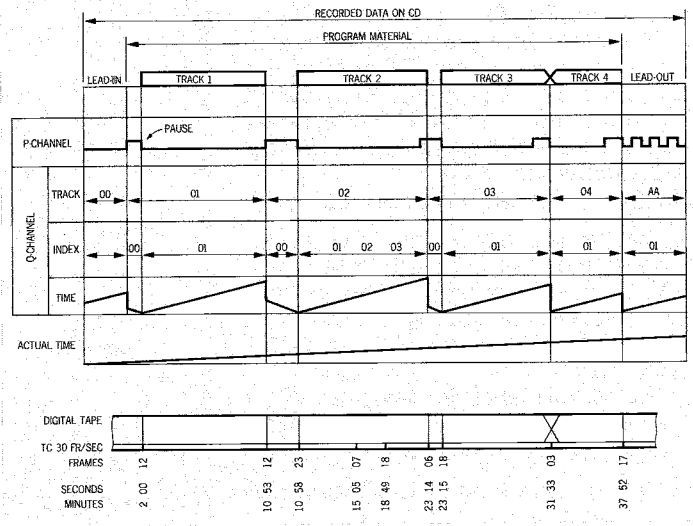 RECORDED DATA ON CD
PROGRAM MATERIAL
LEAD-IN TRACK 1 TRACK 2 TRACK 3 TRACK 4 LEAD-OUT
P-CHANNEL PAUSE
Q-CHANNEL
TRACK 00 01 02 03 04 AA
INDEX 00 01 00 01 02 03 00 01 01 01
TIME
ACTUAL TIME
DIGITAL TAPE
TC 30 FR/SEC
FRAMES 12 12 23 07 18 06 18 03 17
SECONDS 00 53 58 05 49 14 15 33 52
MINUTES 2 10 10 15 18 23 23 31 37